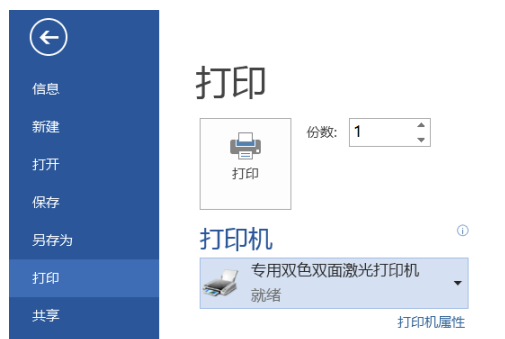 信息
新建
打开
保存
另存为
打印
共享
打印
打印
份数: 1
打印机
专用双色双面激光打印机
就绪
打印机属性